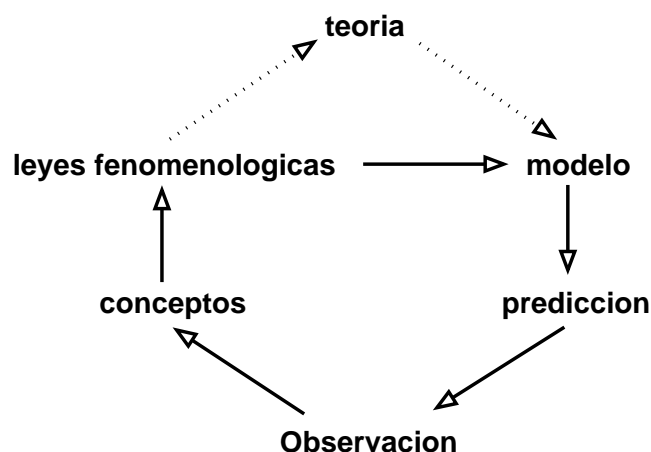 teoria
leyes fenomenologicas
modelo
conceptos
prediccion
Observacion